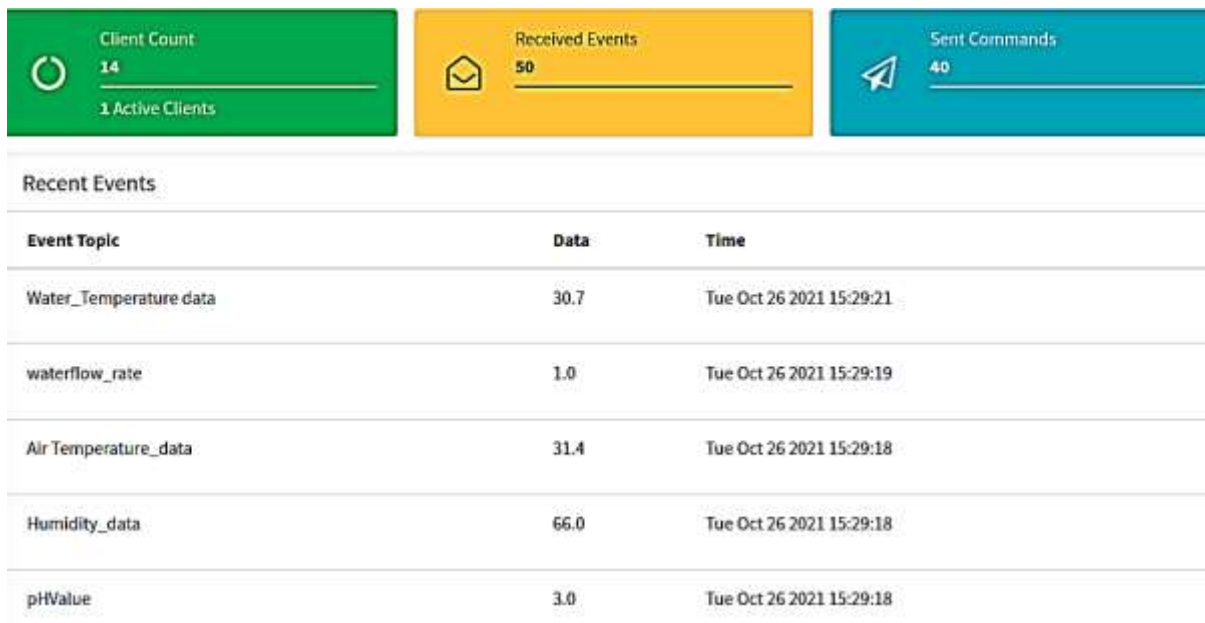 Client Count
14
1 Active Clients
Received Events
50
Sent Commands
40
Recent Events
Event Topic Data Time
Water_Temperature data 30.7 Tue Oct 26 2021 15:29:21
waterflow_rate 1.0 Tue Oct 26 2021 15:29:19
Air Temperature_data 31.4 Tue Oct 26 2021 15:29:18
Humidity_data 66.0 Tue Oct 26 2021 15:29:18
pHValue 3.0 Tue Oct 26 2021 15:29:18